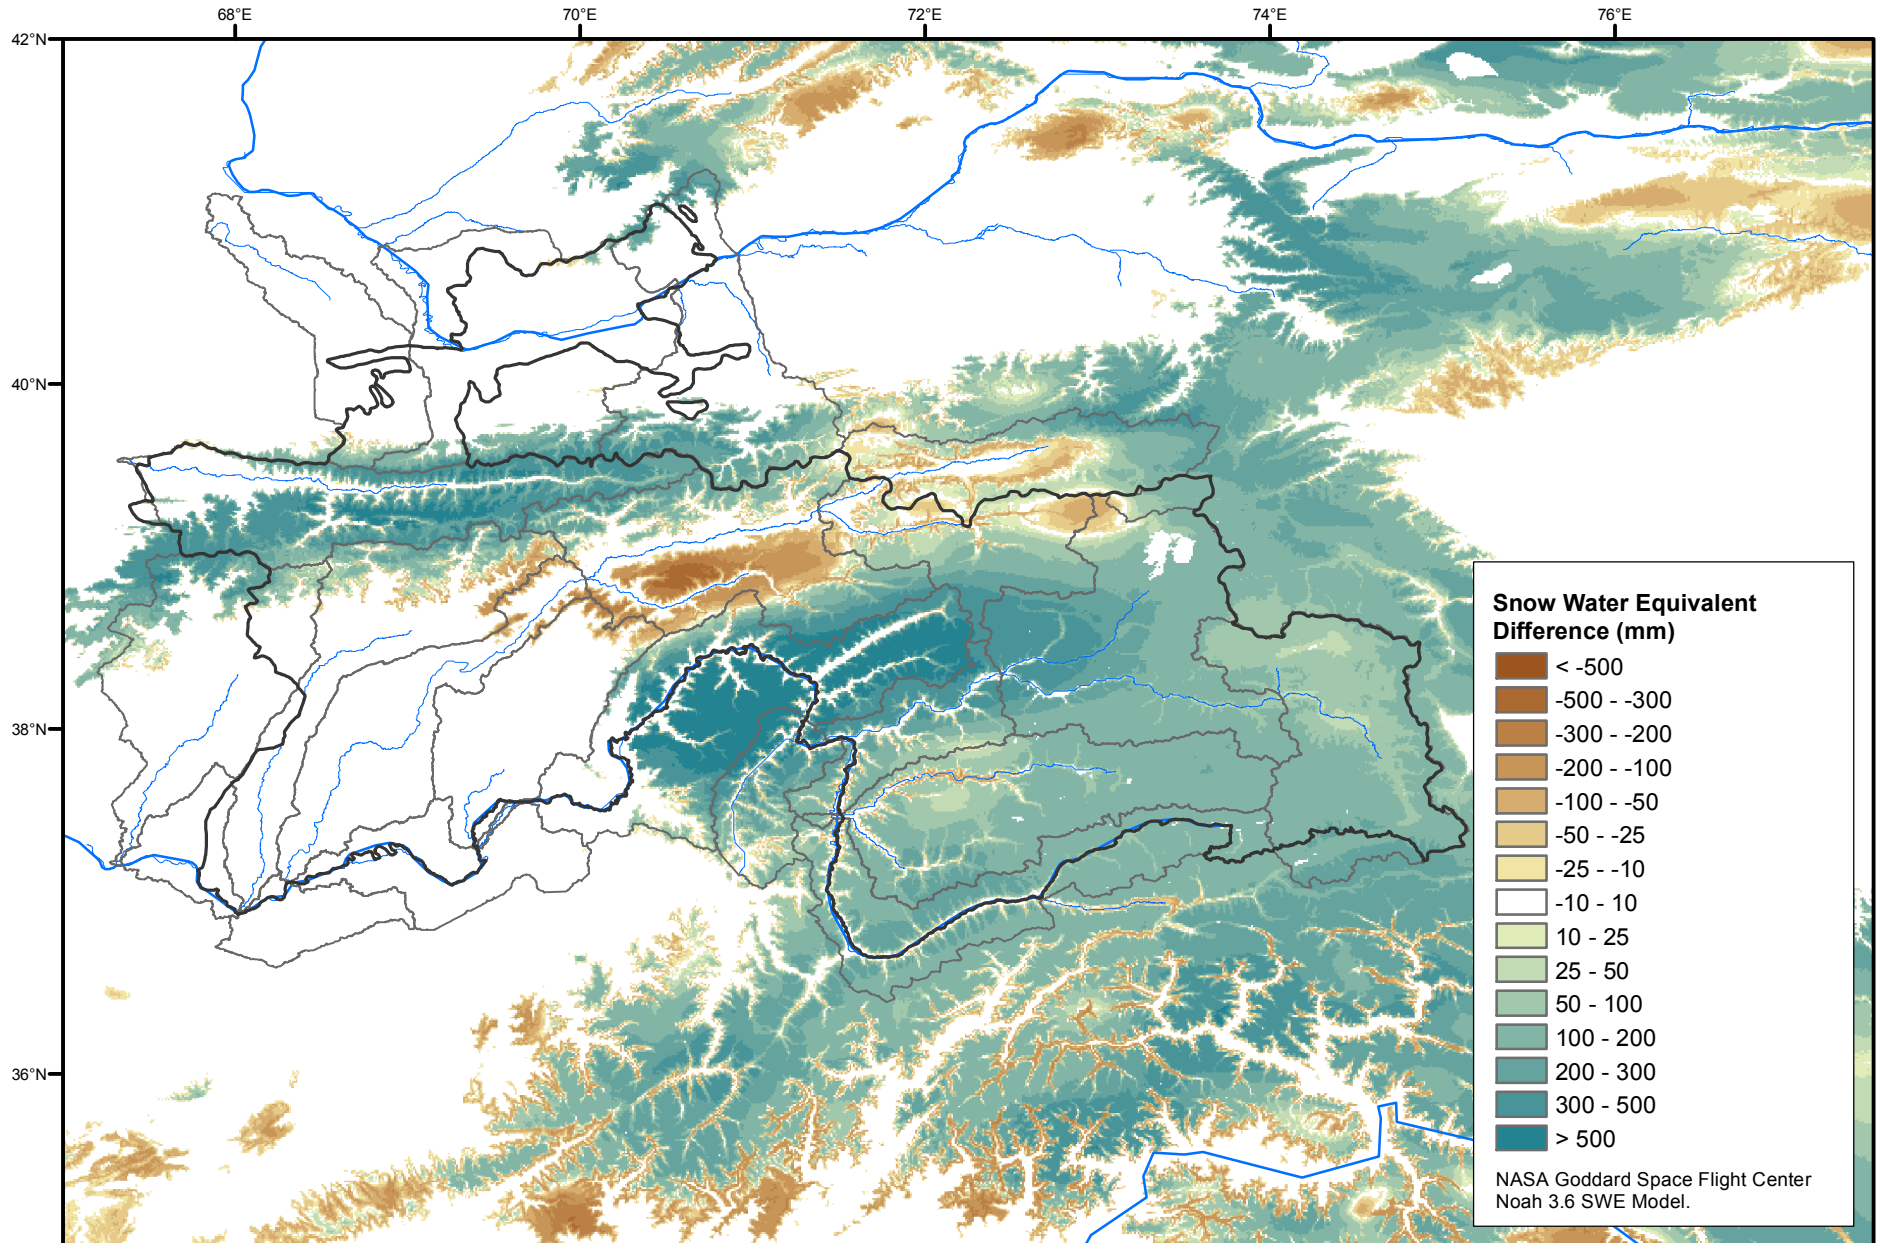 68°E
70°E
72°E
74°E
76°E
42°N
40°N
38°N
36°N
Snow Water Equivalent
Difference (mm)
< -500
-500 - -300
-300 - -200
-200 - -100
-100 - -50
-50 - -25
-25 - -10
-10 - 10
10 - 25
25 - 50
50 - 100
100 - 200
200 - 300
300 - 500
> 500
NASA Goddard Space Flight Center
Noah 3.6 SWE Model.